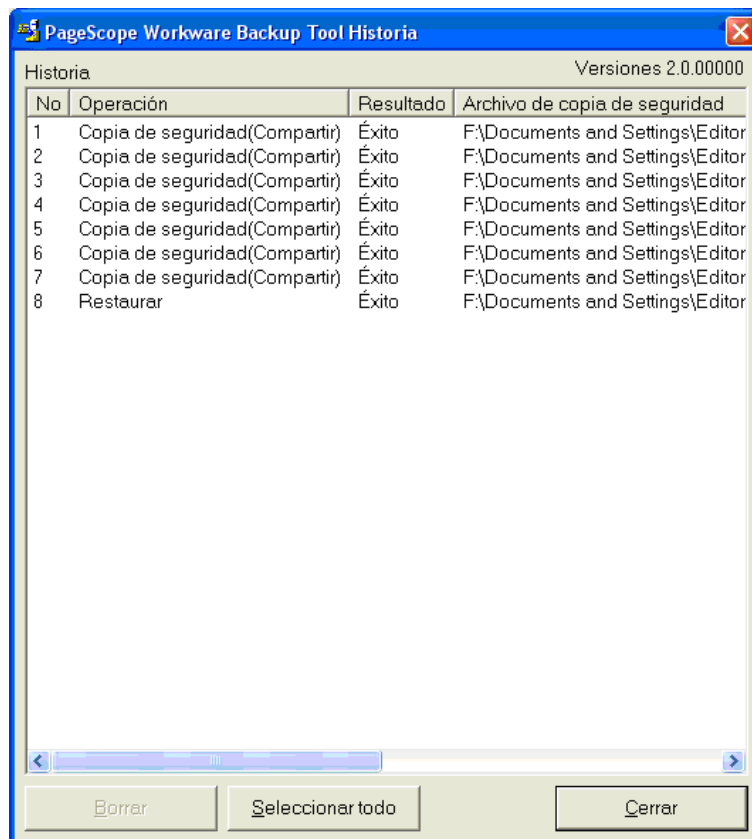 PageScope Workware Backup Tool Historia
Historia Versiones 2.0.00000
No Operación Resultado Archivo de copia de seguridad
1 Copia de seguridad(Compartir) Éxito F:\Documents and Settings\Editor
2 Copia de seguridad(Compartir) Éxito F:\Documents and Settings\Editor
3 Copia de seguridad(Compartir) Éxito F:\Documents and Settings\Editor
4 Copia de seguridad(Compartir) Éxito F:\Documents and Settings\Editor
5 Copia de seguridad(Compartir) Éxito F:\Documents and Settings\Editor
6 Copia de seguridad(Compartir) Éxito F:\Documents and Settings\Editor
7 Copia de seguridad(Compartir) Éxito F:\Documents and Settings\Editor
8 Restaurar Éxito F:\Documents and Settings\Editor
Borrar Seleccionar todo Cerrar